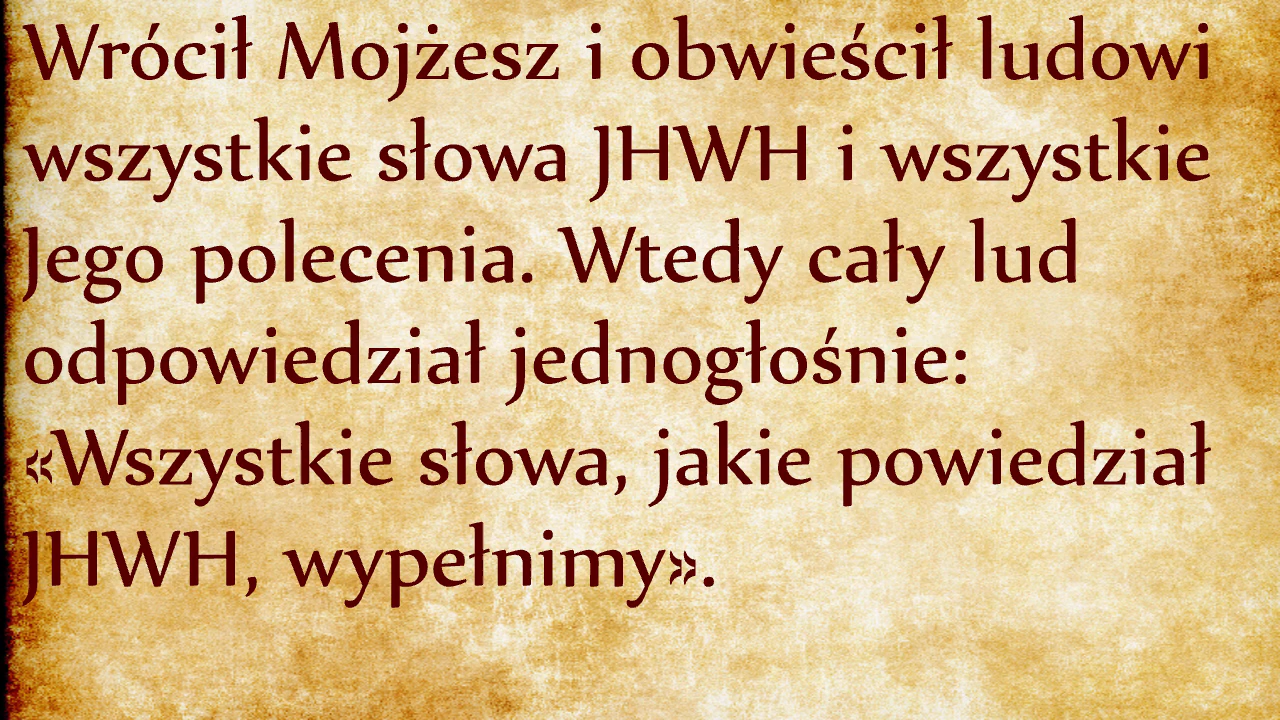 Wrócił Mojżesz i obwieścił ludowi
wszystkie słowa JHWH i wszystkie
Jego polecenia. Wtedy cały lud
odpowiedział jednogłośnie:
«Wszystkie słowa, jakie powiedział
JHWH, wypełnimy».